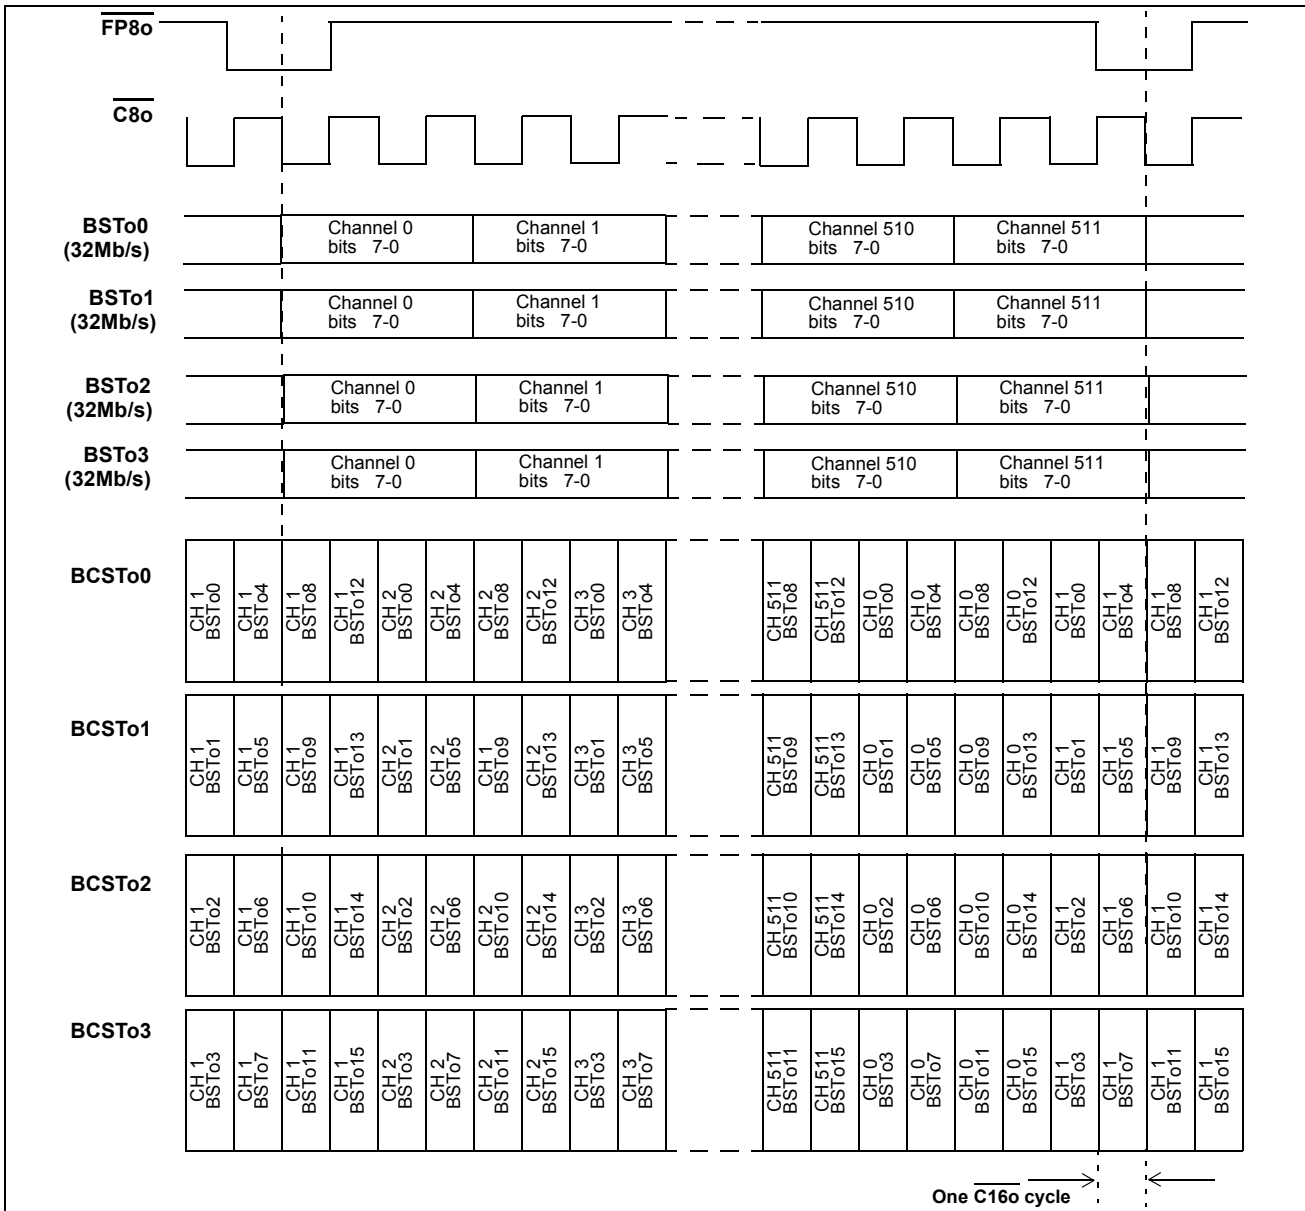 FP8o
C8o
BSTo0
(32Mb/s)
Channel 0
bits 7-0
Channel 1
bits 7-0
Channel 510
bits 7-0
Channel 511
bits 7-0
BSTo1
(32Mb/s)
Channel 0
bits 7-0
Channel 1
bits 7-0
Channel 510
bits 7-0
Channel 511
bits 7-0
BSTo2
(32Mb/s)
Channel 0
bits 7-0
Channel 1
bits 7-0
Channel 510
bits 7-0
Channel 511
bits 7-0
BSTo3
(32Mb/s)
Channel 0
bits 7-0
Channel 1
bits 7-0
Channel 510
bits 7-0
Channel 511
bits 7-0
BCSTo0
CH 1
BSTo0
CH 1
BSTo4
CH 1
BSTo8
CH 1
BSTo12
CH 2
BSTo0
CH 2
BSTo4
CH 2
BSTo8
CH 2
BSTo12
CH 3
BSTo0
CH 3
BSTo4
CH 511
BSTo8
CH 511
BSTo12
CH 0
BSTo0
CH 0
BSTo4
CH 0
BSTo8
CH 0
BSTo12
CH 1
BSTo0
CH 1
BSTo4
CH 1
BSTo8
CH 1
BSTo12
BCSTo1
CH 1
BSTo1
CH 1
BSTo5
CH 1
BSTo9
CH 1
BSTo13
CH 2
BSTo1
CH 2
BSTo5
CH 1
BSTo9
CH 2
BSTo13
CH 3
BSTo1
CH 3
BSTo5
CH 511
BSTo9
CH 511
BSTo13
CH 0
BSTo1
CH 0
BSTo5
CH 0
BSTo9
CH 0
BSTo13
CH 1
BSTo1
CH 1
BSTo5
CH 1
BSTo9
CH 1
BSTo13
BCSTo2
CH 1
BSTo2
CH 1
BSTo6
CH 1
BSTo10
CH 1
BSTo14
CH 2
BSTo2
CH 2
BSTo6
CH 2
BSTo10
CH 2
BSTo14
CH 3
BSTo2
CH 3
BSTo6
CH 511
BSTo10
CH 511
BSTo14
CH 0
BSTo2
CH 0
BSTo6
CH 0
BSTo10
CH 0
BSTo14
CH 1
BSTo2
CH 1
BSTo6
CH 1
BSTo10
CH 1
BSTo14
BCSTo3
CH 1
BSTo3
CH 1
BSTo7
CH 1
BSTo11
CH 1
BSTo15
CH 2
BSTo3
CH 2
BSTo7
CH 2
BSTo11
CH 2
BSTo15
CH 3
BSTo3
CH 3
BSTo7
CH 511
BSTo11
CH 511
BSTo15
CH 0
BSTo3
CH 0
BSTo7
CH 0
BSTo11
CH 0
BSTo15
CH 1
BSTo3
CH 1
BSTo7
CH 1
BSTo11
CH 1
BSTo15
One C16o cycle